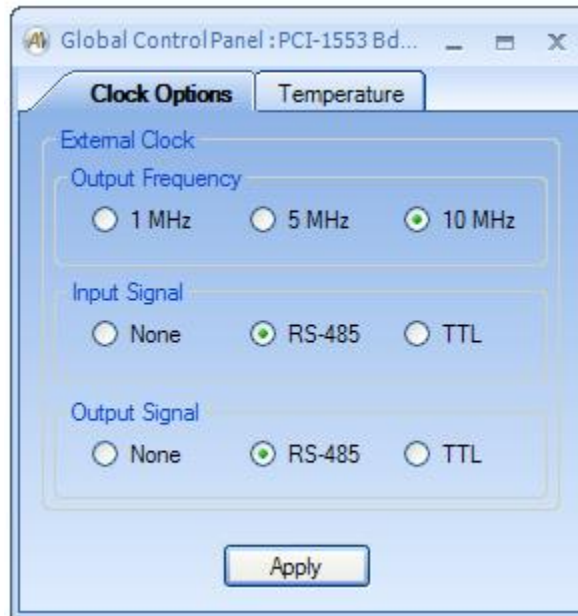 Global Control Panel : PCI-1553 Bd...
Clock Options Temperature
External Clock
Output Frequency
1 MHz 5 MHz 10 MHz
Input Signal
None RS-485 TTL
Output Signal
None RS-485 TTL
Apply